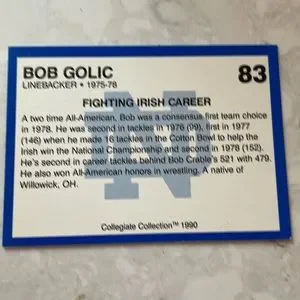 BOB GOLIC
83
LINEBACKER • 1975-78
FIGHTING IRISH CAREER
A two time All-American, Bob was a consensus first team choice
in 1978. He was second in tackles in 1976 (99), first in 1977
(146) when he made 16 tackles in the Cotton Bowl to help the
Irish win the National Championship and second in 1978 (152).
He's second in career tackles behind Bob Crable's 521 with 479.
He also won All-American honors in wrestling. A native of
Willowick, OH.
Collegiate Collection™ 1990